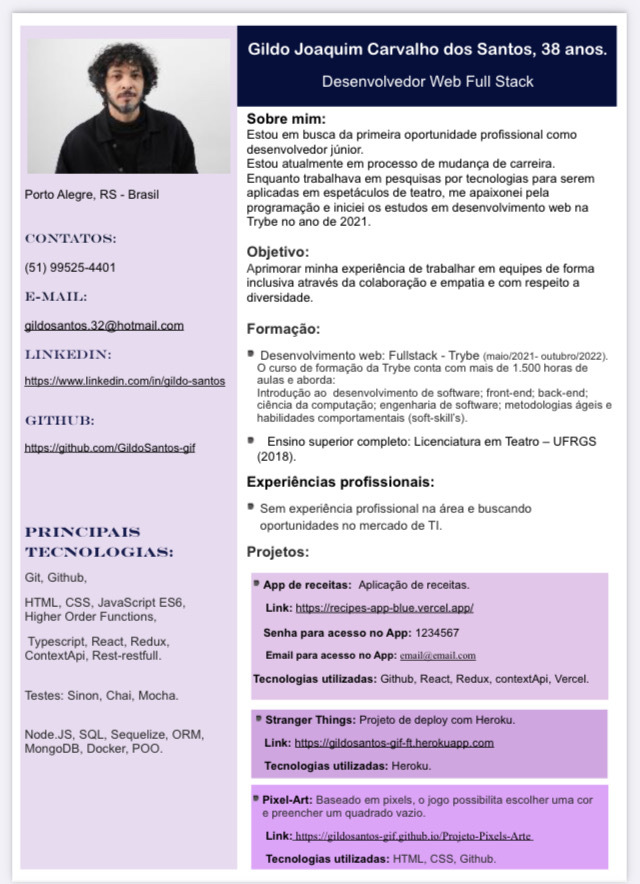 Gildo Joaquim Carvalho dos Santos, 38 anos.
Desenvolvedor Web Full Stack
Porto Alegre, RS - Brasil
CONTATOS:
(51) 99525-4401
E-MAIL:
gildosantos.32@hotmail.com
LINKEDIN:
https://www.linkedin.com/in/gildo-santos
GITHUB:
https://github.com/GildoSantos-gif
PRINCIPAIS
TECNOLOGIAS:
Git, Github,
HTML, CSS, JavaScript ES6,
Higher Order Functions,
Typescript, React, Redux,
ContextApi, Rest-restfull.
Testes: Sinon, Chai, Mocha.
Node.JS, SQL, Sequelize, ORM,
MongoDB, Docker, POO.
Sobre mim:
Estou em busca da primeira oportunidade profissional como
desenvolvedor júnior.
Estou atualmente em processo de mudança de carreira.
Enquanto trabalhava em pesquisas por tecnologias para serem
aplicadas em espetáculos de teatro, me apaixonei pela
programação e iniciei os estudos em desenvolvimento web na
Trybe no ano de 2021.
Objetivo:
Aprimorar minha experiência de trabalhar em equipes de forma
inclusiva através da colaboração e empatia e com respeito a
diversidade.
Formação:
Desenvolvimento web: Fullstack - Trybe (maio/2021- outubro/2022).
O curso de formação da Trybe conta com mais de 1.500 horas de
aulas e aborda:
Introdução ao desenvolvimento de software; front-end; back-end;
ciência da computação; engenharia de software; metodologias ágeis e
habilidades comportamentais (soft-skill's).
Ensino superior completo: Licenciatura em Teatro – UFRGS
(2018).
Experiências profissionais:
Sem experiência profissional na área e buscando
oportunidades no mercado de TI.
Projetos:
App de receitas: Aplicação de receitas.
Link: https://recipes-app-blue.vercel.app/
Senha para acesso no App: 1234567
Email para acesso no App: email@email.com
Tecnologias utilizadas: Github, React, Redux, contextApi, Vercel.
Stranger Things: Projeto de deploy com Heroku.
Link: https://gildosantos-gif-ft.herokuapp.com
Tecnologias utilizadas: Heroku.
Pixel-Art: Baseado em pixels, o jogo possibilita escolher uma cor
e preencher um quadrado vazio.
Link: https://gildosantos-gif.github.io/Projeto-Pixels-Arte
Tecnologias utilizadas: HTML, CSS, Github.